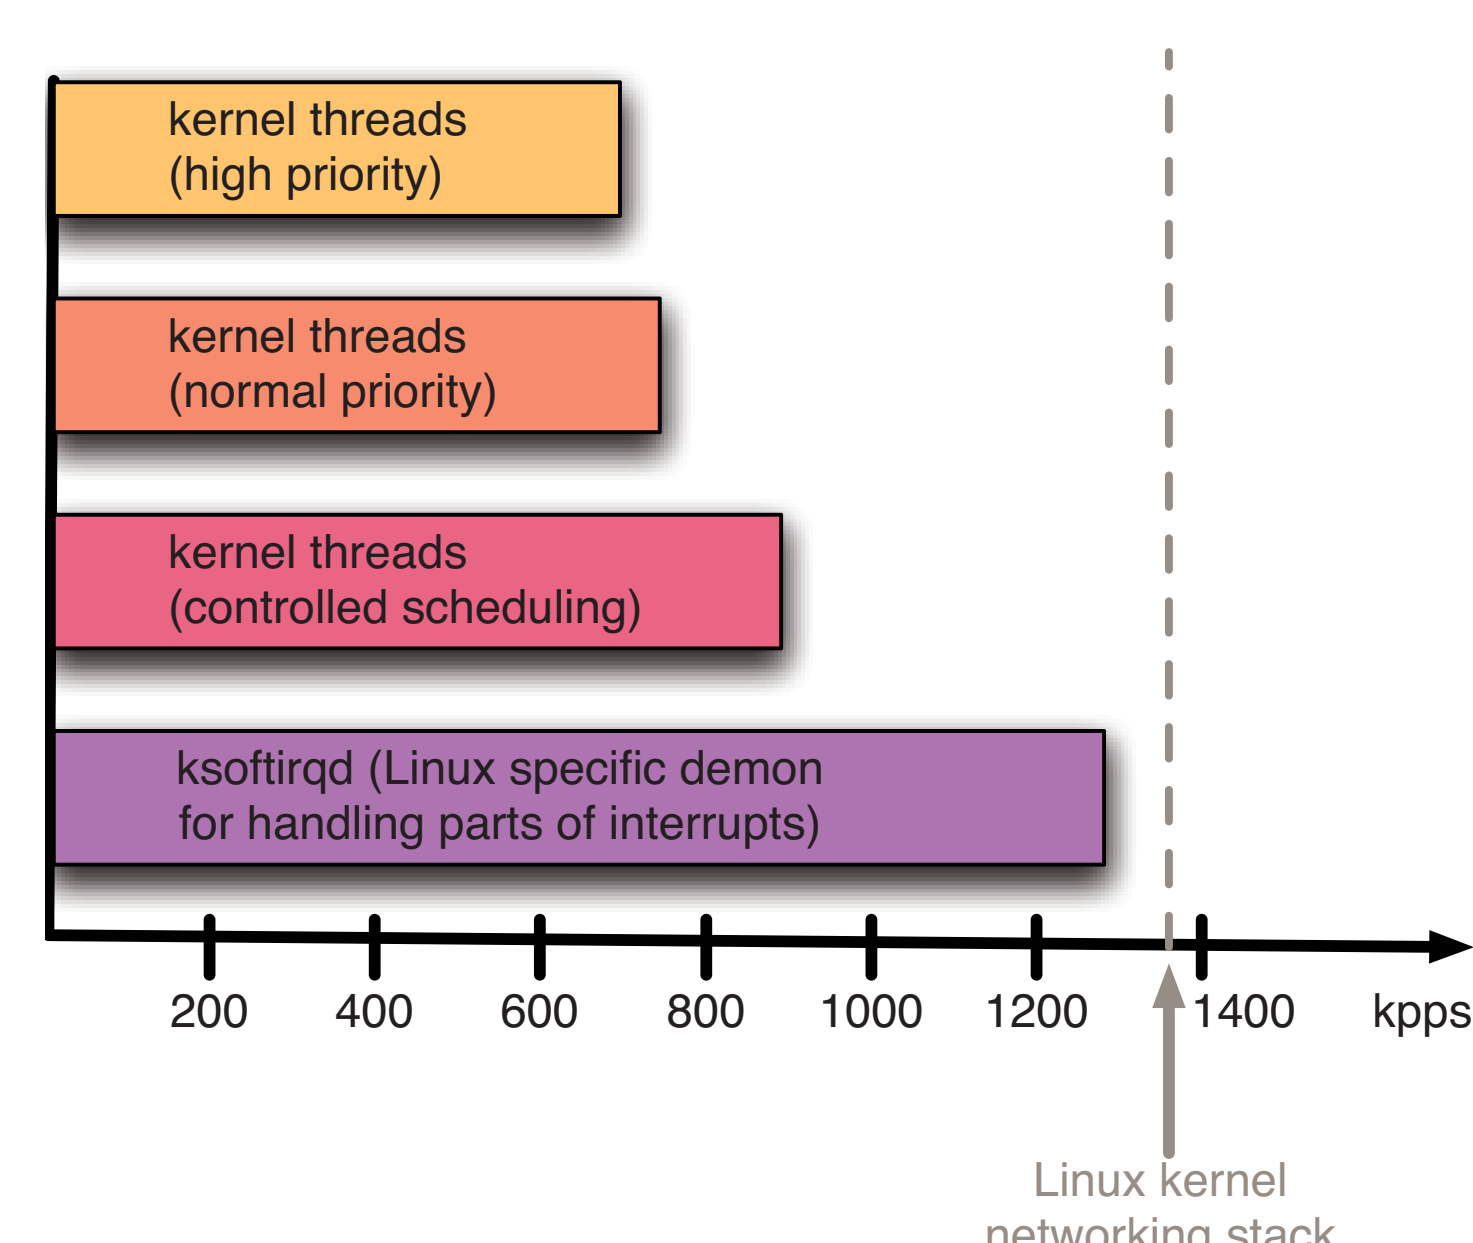 kernel threads
(high priority)
kernel threads
(normal priority)
kernel threads
(controlled scheduling)
ksoftirqd (Linux specific demon
for handling parts of interrupts)
200 400 600 800 1000 1200 1400 kpps
Linux kernel
networking stack